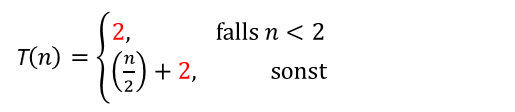 T(n) = { 2, falls n < 2
(n/2) + 2, sonst